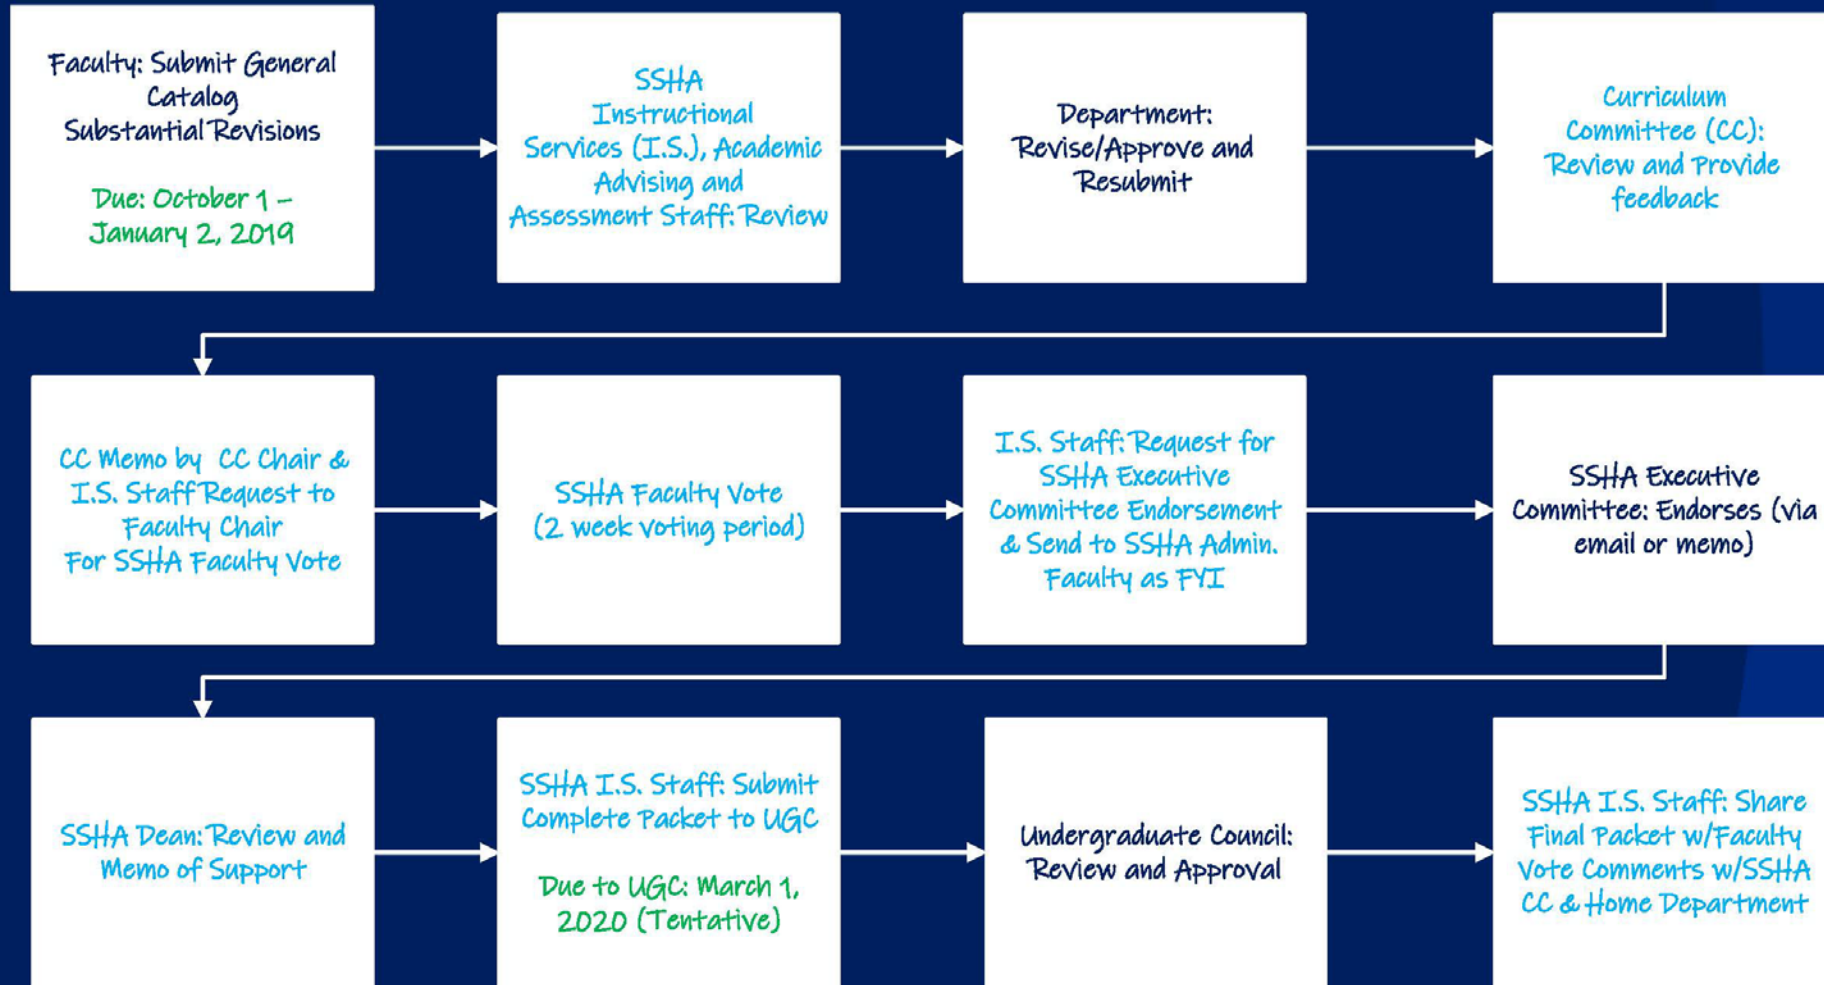 Faculty: Submit General
Catalog
Substantial Revisions
Due: October 1 –
January 2, 2019
SSHA
Instructional
Services (I.S.), Academic
Advising and
Assessment Staff: Review
Department:
Revise/Approve and
Resubmit
Curriculum
Committee (CC):
Review and Provide
feedback
CC Memo by CC Chair &
I.S. Staff Request to
Faculty Chair
For SSHA Faculty Vote
SSHA Faculty Vote
(2 week voting period)
I.S. Staff: Request for
SSHA Executive
Committee Endorsement
& Send to SSHA Admin.
Faculty as FYI
SSHA Executive
Committee: Endorses (via
email or memo)
SSHA Dean: Review and
Memo of Support
SSHA I.S. Staff: Submit
Complete Packet to UGC
Due to UGC: March 1,
2020 (Tentative)
Undergraduate Council:
Review and Approval
SSHA I.S. Staff: Share
Final Packet w/Faculty
Vote Comments w/SSHA
CC & Home Department